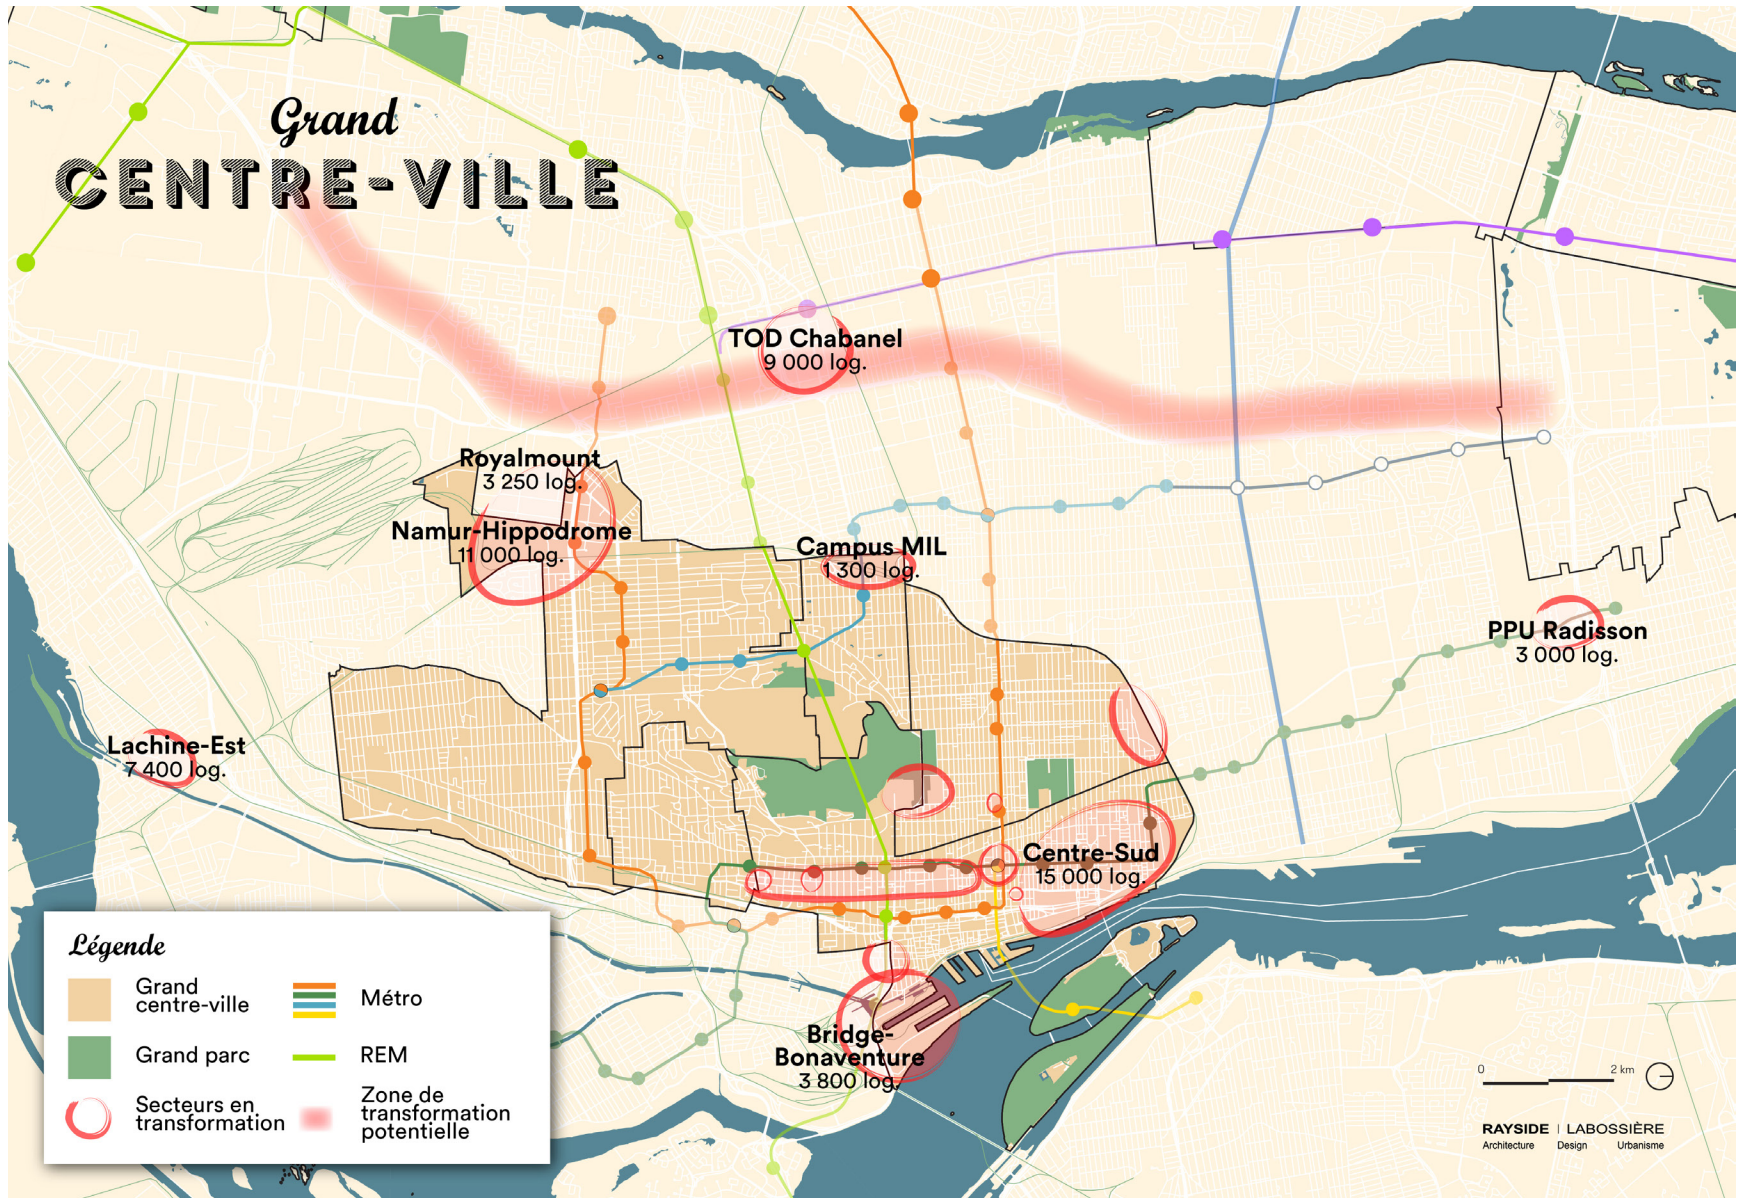 Grand
CENTRE-VILLE
TOD Chabanel
9 000 log.
Royalmount
3 250 log.
Namur-Hippodrome
11 000 log.
Campus MIL
1 300 log.
PPU Radisson
3 000 log.
Lachine-Est
7 400 log.
Centre-Sud
15 000 log.
Bridge-
Bonaventure
3 800 log.
Légende
Grand
centre-ville
Métro
Grand parc
REM
Secteurs en
transformation
Zone de
transformation
potentielle
0 2 km
RAYSIDE | LABOSSIÈRE
Architecture Design Urbanisme